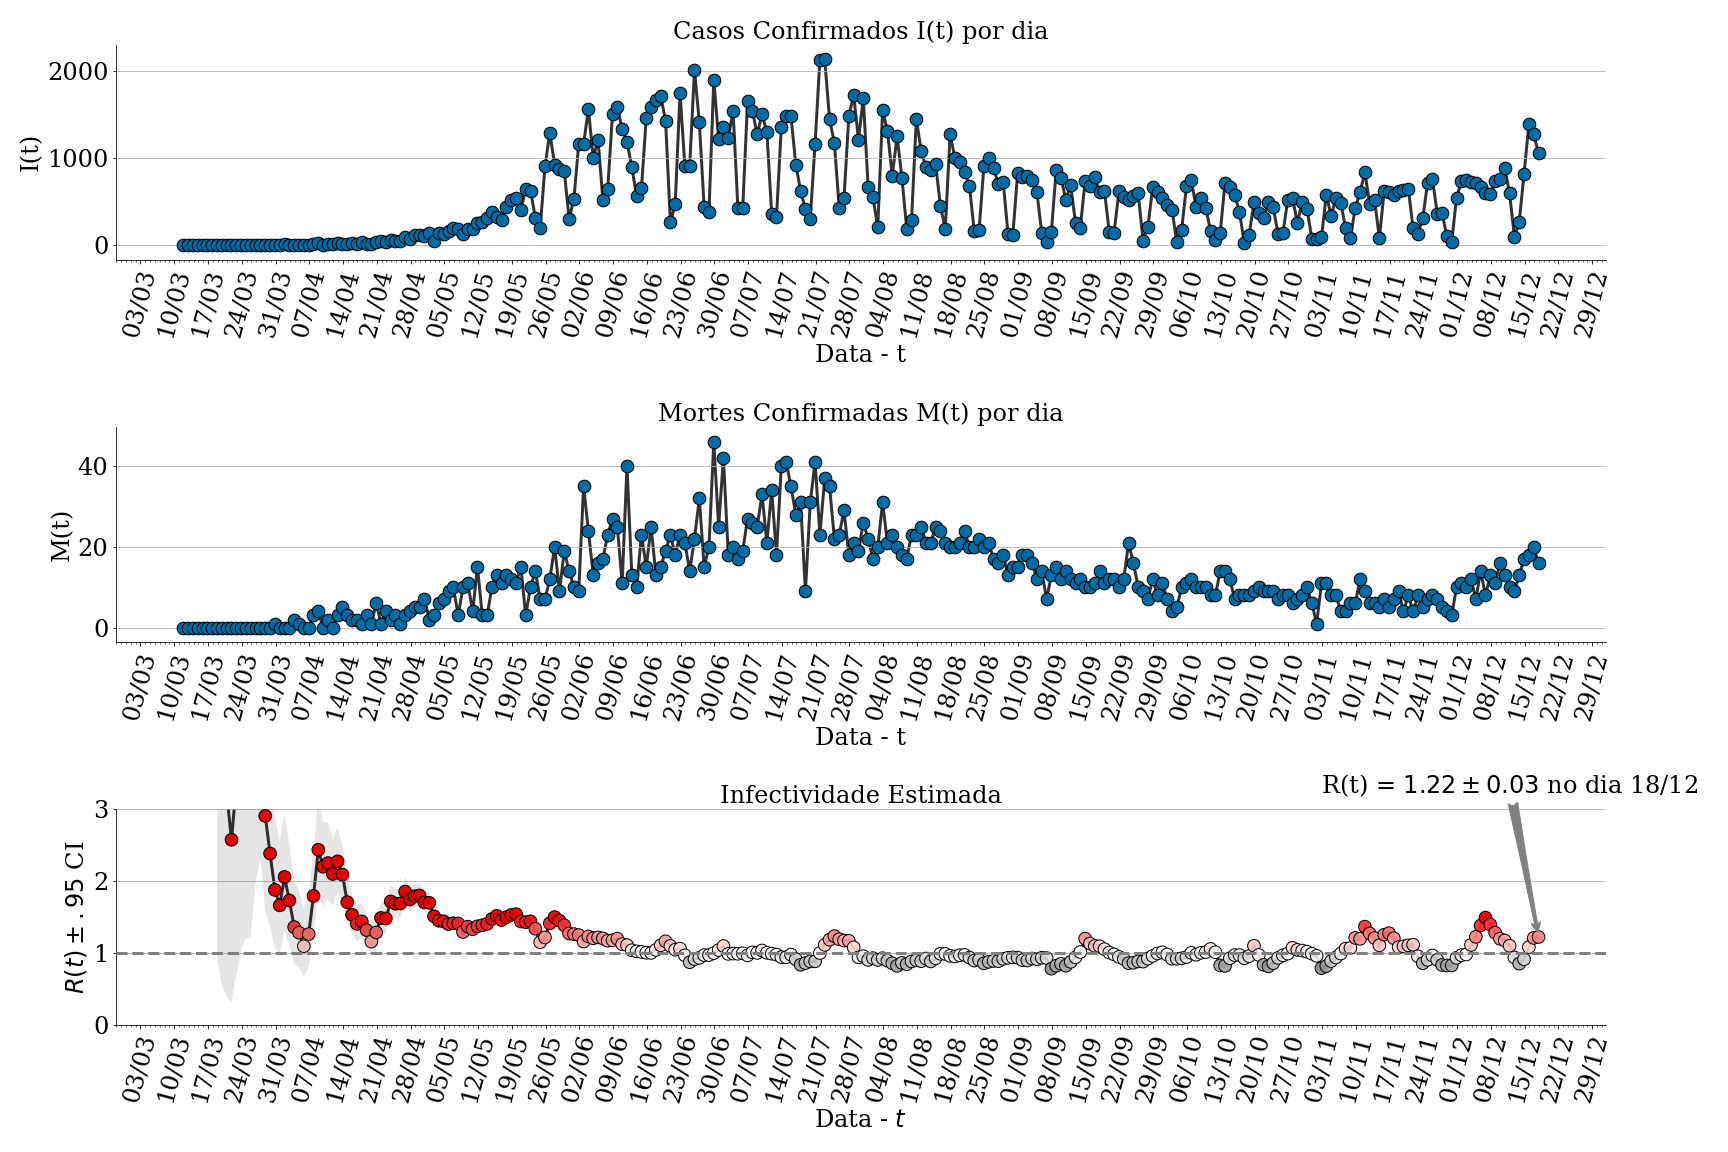 Casos Confirmados I(t) por dia
2000
1000
0
I(t)
03/03 10/03 17/03 24/03 31/03 07/04 14/04 21/04 28/04 05/05 12/05 19/05 26/05 02/06 09/06 16/06 23/06 30/06 07/07 14/07 21/07 28/07 04/08 11/08 18/08 25/08 01/09 08/09 15/09 22/09 29/09 06/10 13/10 20/10 27/10 03/11 10/11 17/11 24/11 01/12 08/12 15/12 22/12 29/12
Data - t
Mortes Confirmadas M(t) por dia
40
20
0
M(t)
03/03 10/03 17/03 24/03 31/03 07/04 14/04 21/04 28/04 05/05 12/05 19/05 26/05 02/06 09/06 16/06 23/06 30/06 07/07 14/07 21/07 28/07 04/08 11/08 18/08 25/08 01/09 08/09 15/09 22/09 29/09 06/10 13/10 20/10 27/10 03/11 10/11 17/11 24/11 01/12 08/12 15/12 22/12 29/12
Data - t
R(t) = 1.22 ± 0.03 no dia 18/12
Infectividade Estimada
3
2
1
0
R(t) ± .95 CI
03/03 10/03 17/03 24/03 31/03 07/04 14/04 21/04 28/04 05/05 12/05 19/05 26/05 02/06 09/06 16/06 23/06 30/06 07/07 14/07 21/07 28/07 04/08 11/08 18/08 25/08 01/09 08/09 15/09 22/09 29/09 06/10 13/10 20/10 27/10 03/11 10/11 17/11 24/11 01/12 08/12 15/12 22/12 29/12
Data - t